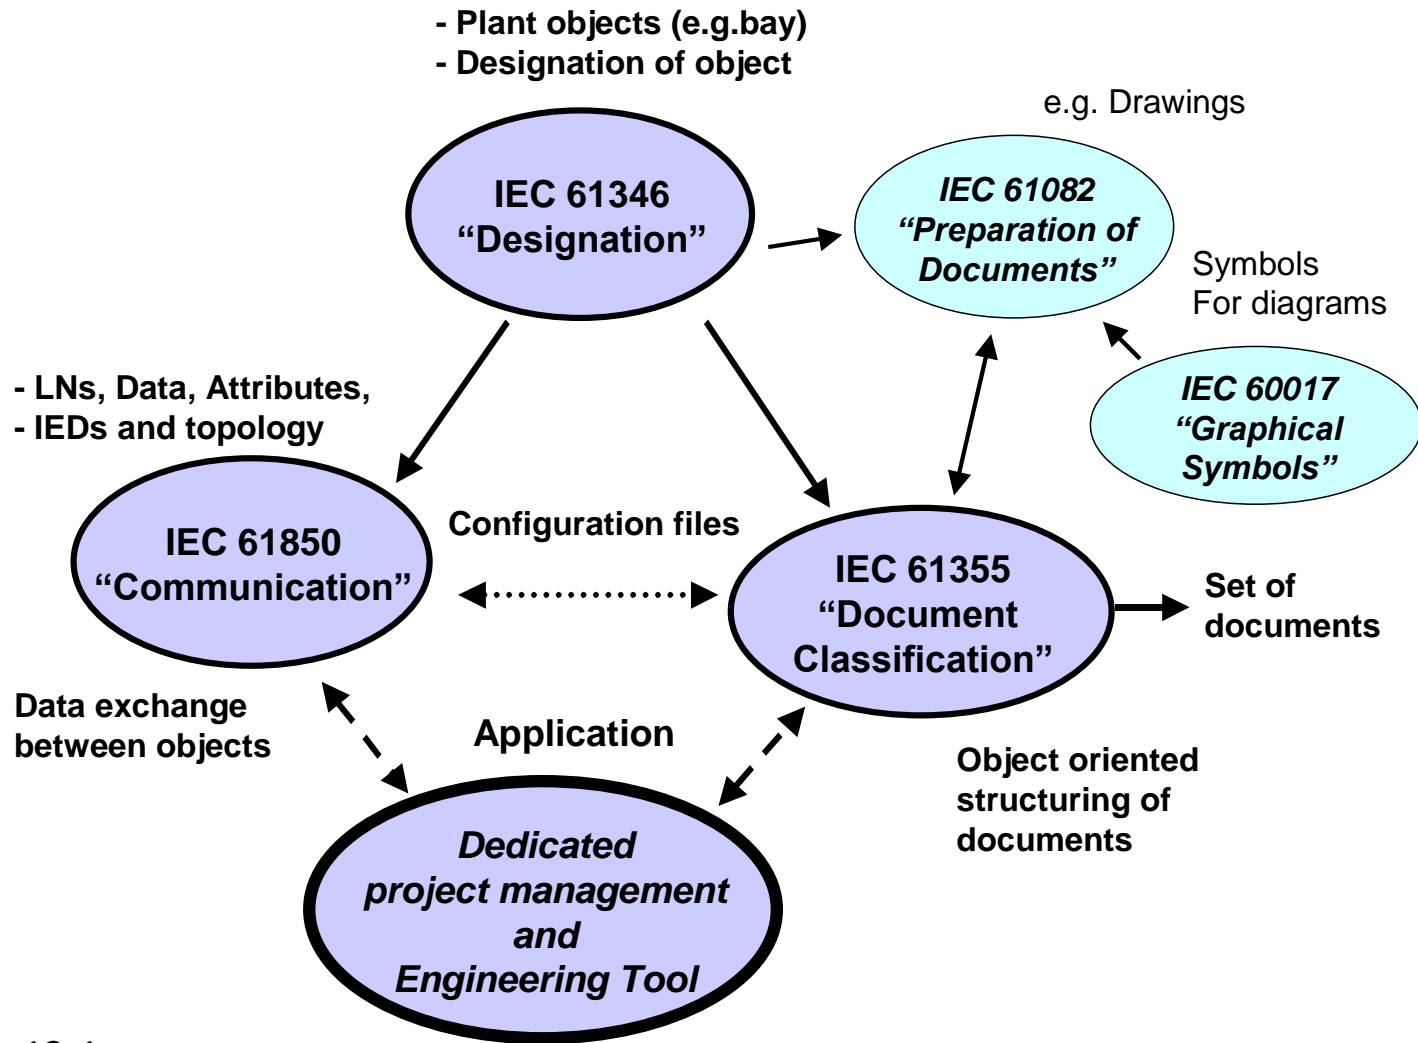 - Plant objects (e.g.bay)
- Designation of object
e.g. Drawings
IEC 61346
“Designation”
IEC 61082
“Preparation of
Documents”
Symbols
For diagrams
IEC 60017
“Graphical
Symbols”
- LNs, Data, Attributes,
- IEDs and topology
IEC 61850
“Communication”
Configuration files
IEC 61355
“Document
Classification”
Set of
documents
Data exchange
between objects
Application
Object oriented
structuring of
documents
Dedicated
project management
and
Engineering Tool